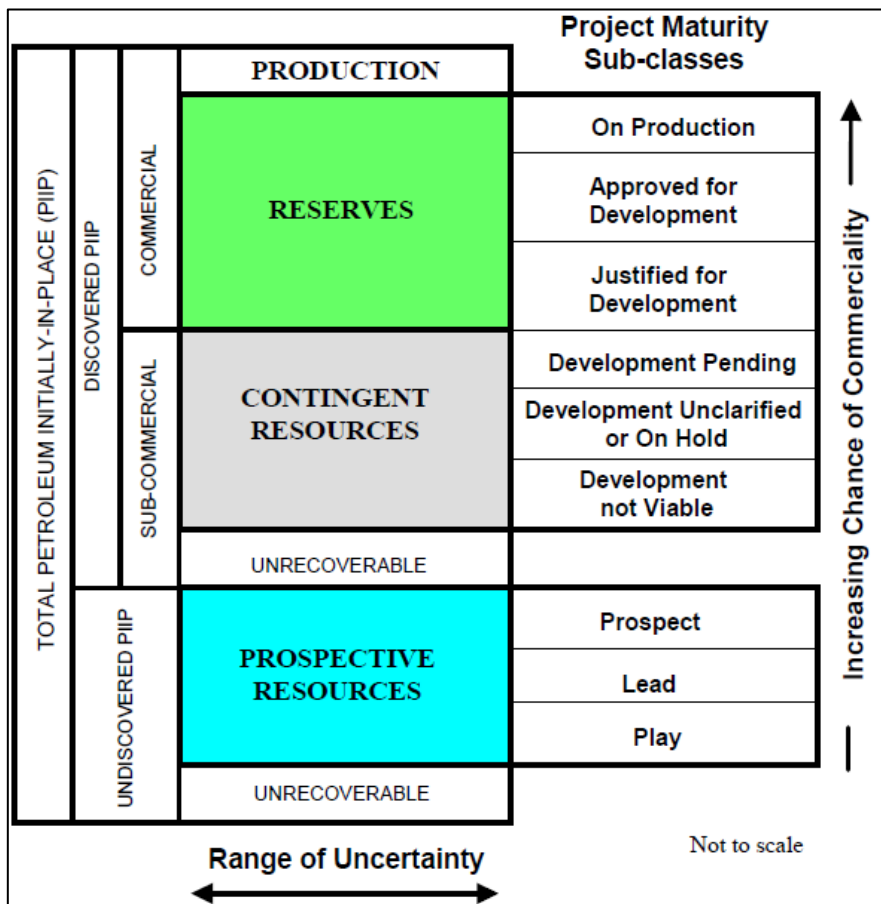 Project Maturity
Sub-classes
TOTAL PETROLEUM INITIALLY-IN-PLACE (PIIP)
DISCOVERED PIIP
COMMERCIAL
PRODUCTION
RESERVES
On Production
Approved for
Development
Justified for
Development
SUB-COMMERCIAL
CONTINGENT
RESOURCES
Development Pending
Development Unclarified
or On Hold
Development
not Viable
UNRECOVERABLE
UNDISCOVERED PIIP
PROSPECTIVE
RESOURCES
Prospect
Lead
Play
UNRECOVERABLE
Increasing Chance of Commerciality
Range of Uncertainty
Not to scale